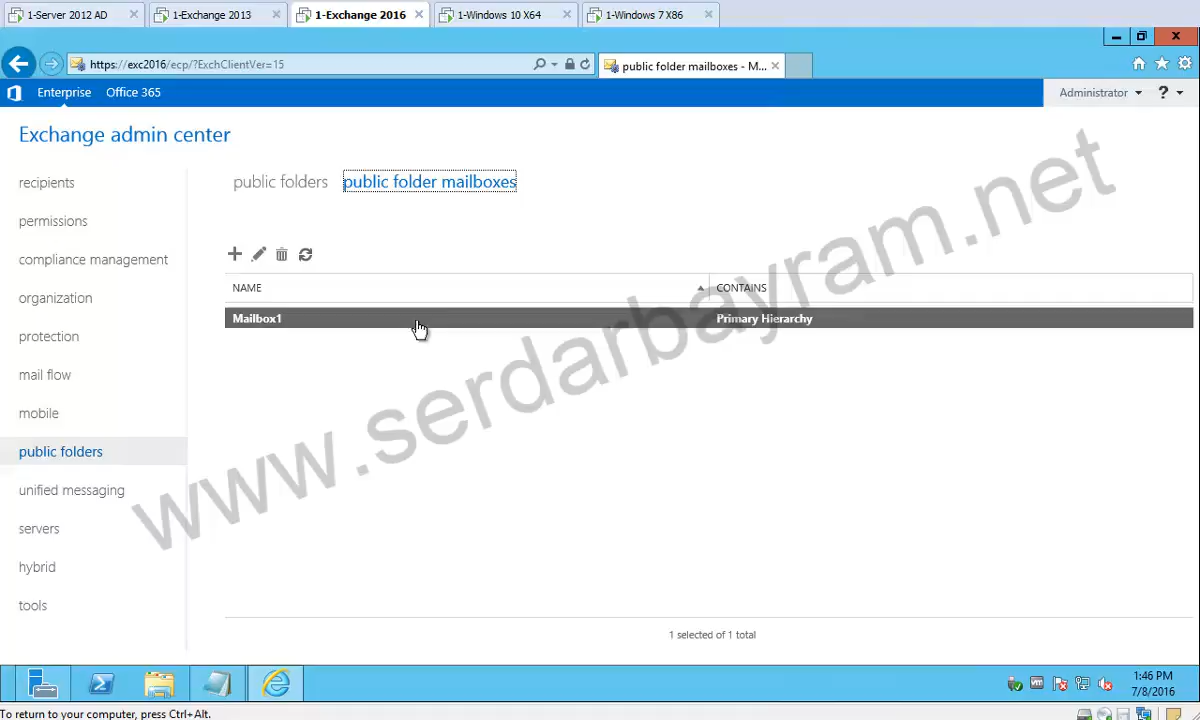 1-Server 2012 AD
1-Exchange 2013
1-Exchange 2016
1-Windows 10 X64
1-Windows 7 X86
https://exc2016/ecp/?ExchClientVer=15
public folder mailboxes - M...
Enterprise
Office 365
Administrator
?
Exchange admin center
recipients
permissions
compliance management
organization
protection
mail flow
mobile
public folders
unified messaging
servers
hybrid
tools
public folders
public folder mailboxes
NAME
CONTAINS
Mailbox1
Primary Hierarchy
www.serdarbayram.net
1 selected of 1 total
1:46 PM
7/8/2016
To return to your computer, press Ctrl+Alt.